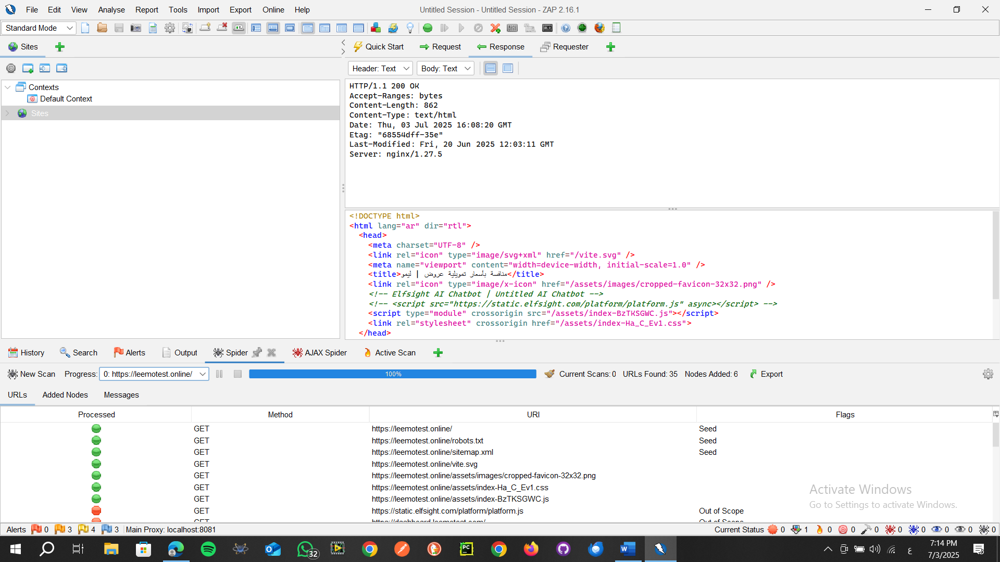 File Edit View Analyse Report Tools Import Export Online Help
Untitled Session - Untitled Session - ZAP 2.16.1
Standard Mode
Sites
Quick Start Request Response Requester
Header: Text Body: Text
Contexts
Default Context
Sites
HTTP/1.1 200 OK
Accept-Ranges: bytes
Content-Length: 862
Content-Type: text/html
Date: Thu, 03 Jul 2025 16:08:20 GMT
Etag: "68554dff-35e"
Last-Modified: Fri, 20 Jun 2025 12:03:11 GMT
Server: nginx/1.27.5
<!DOCTYPE html>
<html lang="ar" dir="rtl">
<head>
<meta charset="UTF-8" />
<link rel="icon" type="image/svg+xml" href="/vite.svg" />
<meta name="viewport" content="width=device-width, initial-scale=1.0" />
<title>ليمو | عروض تمويلية بأسعار منافسة</title>
<link rel="icon" type="image/x-icon" href="/assets/images/cropped-favicon-32x32.png" />
<!-- Elfsight AI Chatbot | Untitled AI Chatbot -->
<!-- <script src="https://static.elfsight.com/platform/platform.js" async></script> -->
<script type="module" crossorigin src="/assets/index-BzTKSGWC.js"></script>
<link rel="stylesheet" crossorigin href="/assets/index-Ha_C_Ev1.css">
</head>
History Search Alerts Output Spider AJAX Spider Active Scan
New Scan Progress: 0: https://leemotest.online/ 100% Current Scans: 0 URLs Found: 35 Nodes Added: 6 Export
URLs Added Nodes Messages
Processed Method URI Flags
GET https://leemotest.online/ Seed
GET https://leemotest.online/robots.txt Seed
GET https://leemotest.online/sitemap.xml Seed
GET https://leemotest.online/vite.svg
GET https://leemotest.online/assets/images/cropped-favicon-32x32.png
GET https://leemotest.online/assets/index-Ha_C_Ev1.css
GET https://leemotest.online/assets/index-BzTKSGWC.js
GET https://static.elfsight.com/platform/platform.js Out of Scope
GET https://dashboard.leemotest.com/ Out of Scope
Activate Windows
Go to Settings to activate Windows.
Alerts 0 3 4 3 Main Proxy: localhost:8081
Current Status 0 1 0 0 0 0 0 0 0 0
32
ع
7:14 PM
7/3/2025